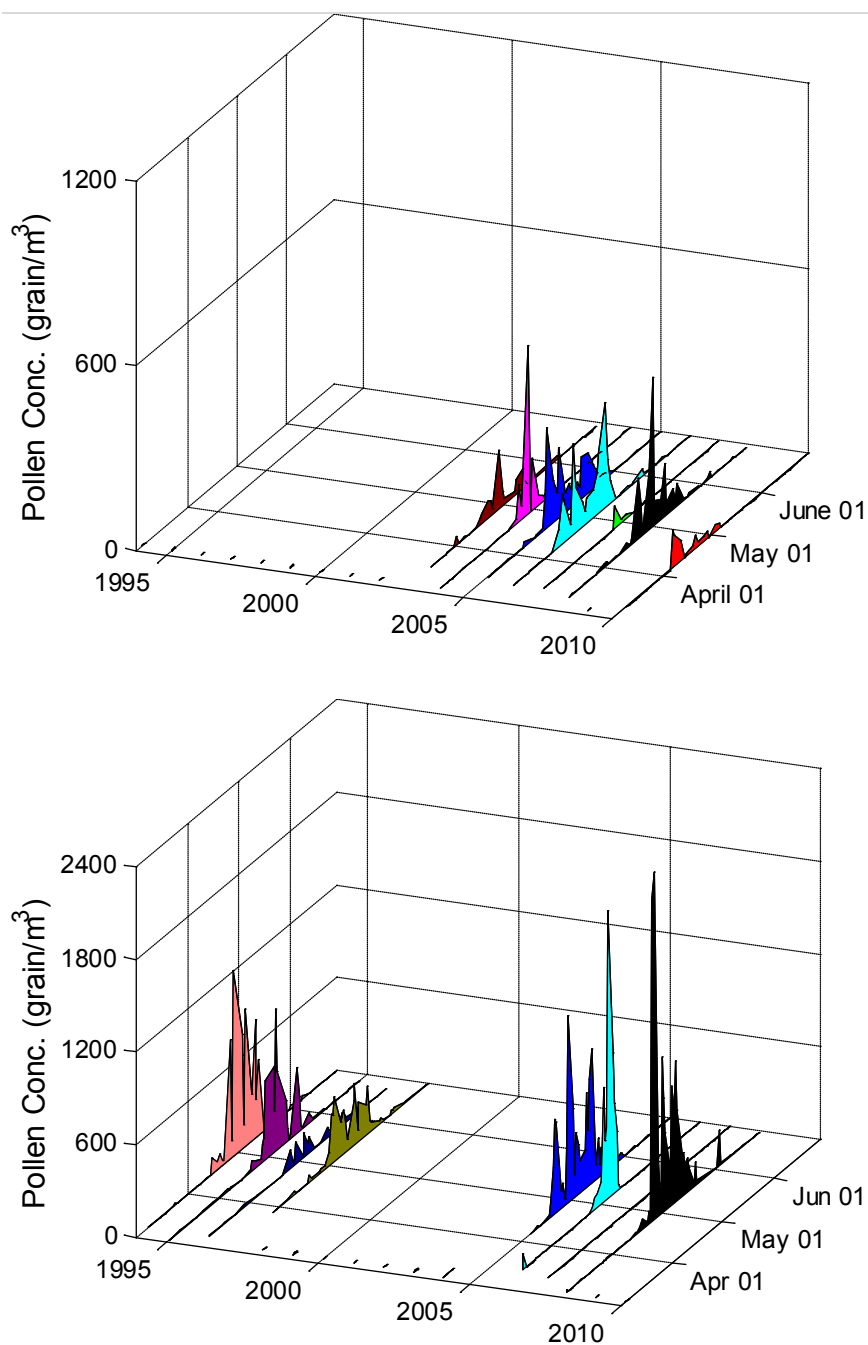 1200
600
0
Pollen Conc. (grain/m³)
1995
2000
2005
2010
April 01
May 01
June 01
2400
1800
1200
600
0
Pollen Conc. (grain/m³)
1995
2000
2005
2010
Apr 01
May 01
Jun 01